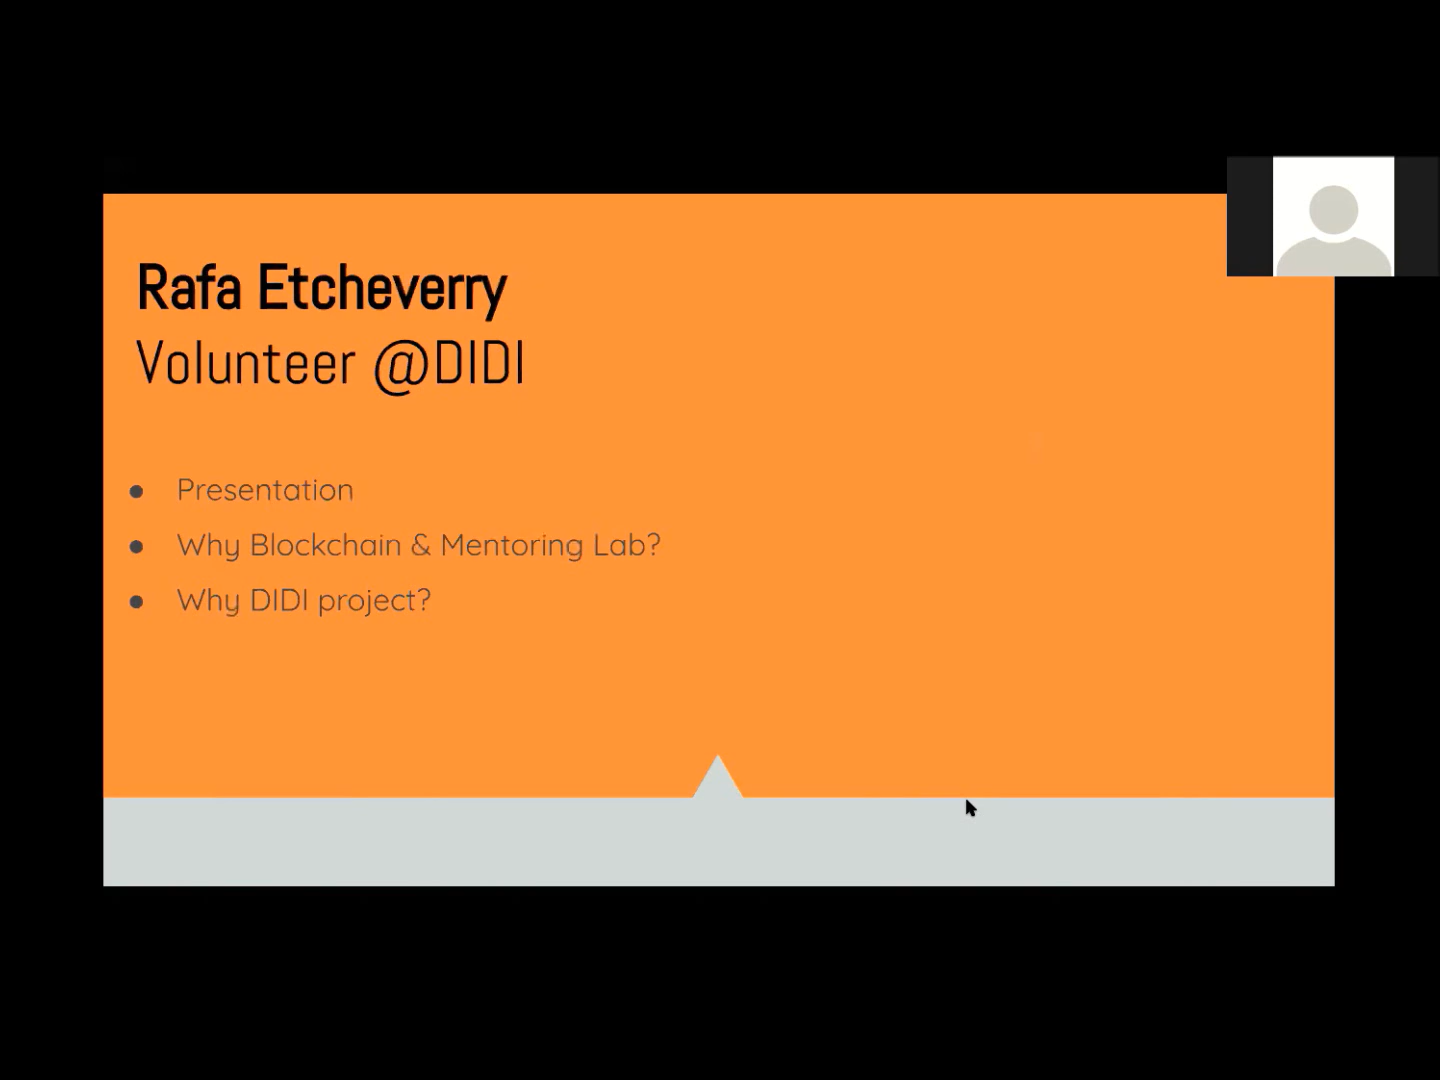 Rafa Etcheverry
Volunteer @DIDI
● Presentation
● Why Blockchain & Mentoring Lab?
● Why DIDI project?